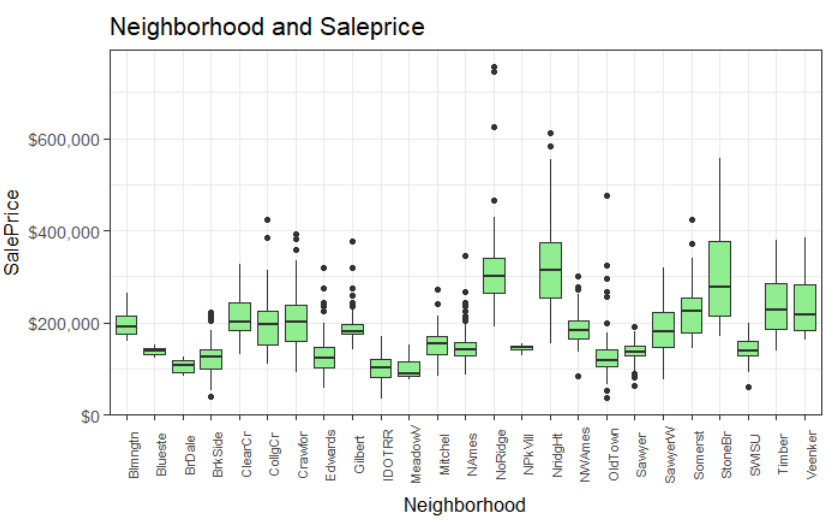 Neighborhood and Saleprice
SalePrice
$600,000
$400,000
$200,000
$0
Blmngtn
Blueste
BrDale
BrkSide
ClearCr
CollgCr
Crawfor
Edwards
Gilbert
IDOTRR
MeadowV
Mitchel
NAmes
NoRidge
NPkVill
NridgHt
NWAmes
OldTown
Sawyer
SawyerW
Somerst
StoneBr
SWISU
Timber
Veenker
Neighborhood